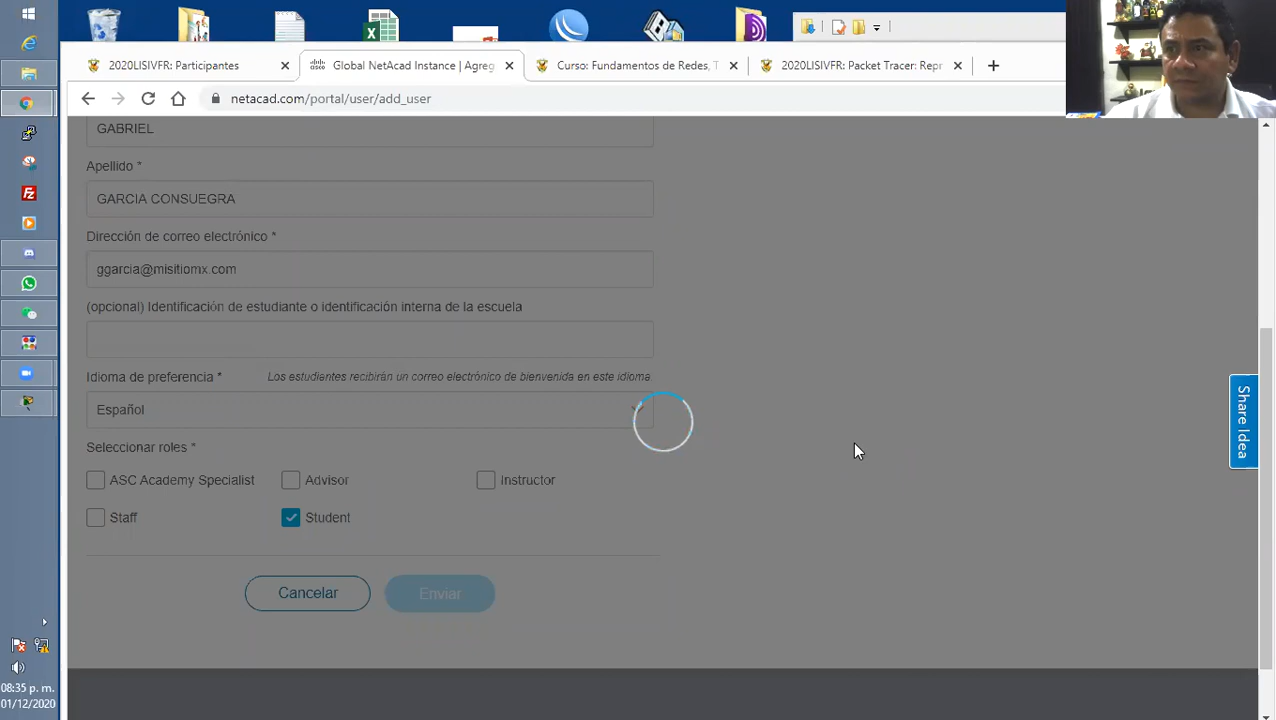 2020LISIVFR: Participantes
Global NetAcad Instance | Agreg
Curso: Fundamentos de Redes, T
2020LISIVFR: Packet Tracer: Repr
netacad.com/portal/user/add_user
GABRIEL
Apellido *
GARCIA CONSUEGRA
Dirección de correo electrónico *
ggarcia@misitiomx.com
(opcional) Identificación de estudiante o identificación interna de la escuela
Idioma de preferencia *
Los estudiantes recibirán un correo electrónico de bienvenida en este idioma.
Español
Seleccionar roles *
ASC Academy Specialist
Advisor
Instructor
Staff
Student
Cancelar
Enviar
Share Idea
08:35 p. m.
01/12/2020